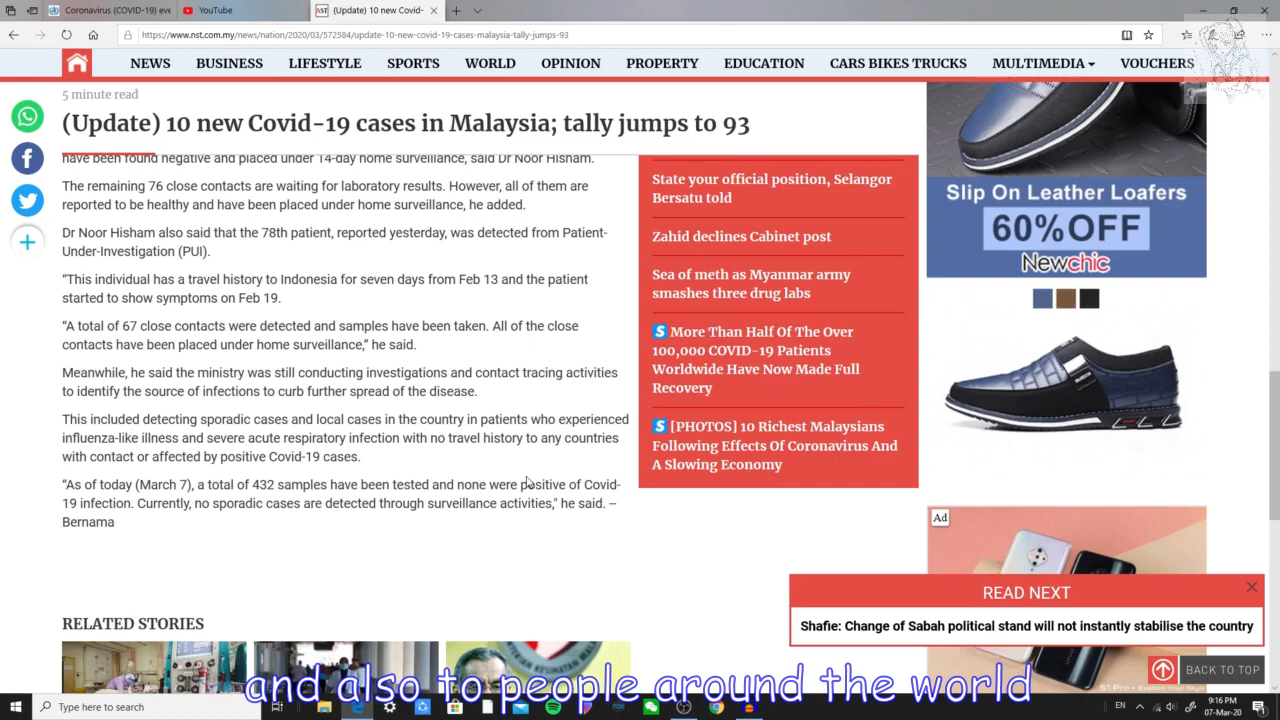 Coronavirus (COVID-19) eve
YouTube
(Update) 10 new Covid-
https://www.nst.com.my/news/nation/2020/03/572584/update-10-new-covid-19-cases-malaysia-tally-jumps-93
NEWS BUSINESS LIFESTYLE SPORTS WORLD OPINION PROPERTY EDUCATION CARS BIKES TRUCKS MULTIMEDIA VOUCHERS
5 minute read
(Update) 10 new Covid-19 cases in Malaysia; tally jumps to 93
have been found negative and placed under 14-day home surveillance, said Dr Noor Hisham.
The remaining 76 close contacts are waiting for laboratory results. However, all of them are
reported to be healthy and have been placed under home surveillance, he added.
Dr Noor Hisham also said that the 78th patient, reported yesterday, was detected from Patient-
Under-Investigation (PUI).
“This individual has a travel history to Indonesia for seven days from Feb 13 and the patient
started to show symptoms on Feb 19.
“A total of 67 close contacts were detected and samples have been taken. All of the close
contacts have been placed under home surveillance,” he said.
Meanwhile, he said the ministry was still conducting investigations and contact tracing activities
to identify the source of infections to curb further spread of the disease.
This included detecting sporadic cases and local cases in the country in patients who experienced
influenza-like illness and severe acute respiratory infection with no travel history to any countries
with contact or affected by positive Covid-19 cases.
“As of today (March 7), a total of 432 samples have been tested and none were positive of Covid-
19 infection. Currently, no sporadic cases are detected through surveillance activities," he said. --
Bernama
RELATED STORIES
State your official position, Selangor
Bersatu told
Zahid declines Cabinet post
Sea of meth as Myanmar army
smashes three drug labs
S More Than Half Of The Over
100,000 COVID-19 Patients
Worldwide Have Now Made Full
Recovery
S [PHOTOS] 10 Richest Malaysians
Following Effects Of Coronavirus And
A Slowing Economy
Slip On Leather Loafers
60%OFF
Newchic
Ad
READ NEXT
Shafie: Change of Sabah political stand will not instantly stabilise the country
BACK TO TOP
and also to people around the world
Type here to search
EN
9:16 PM
07-Mar-20